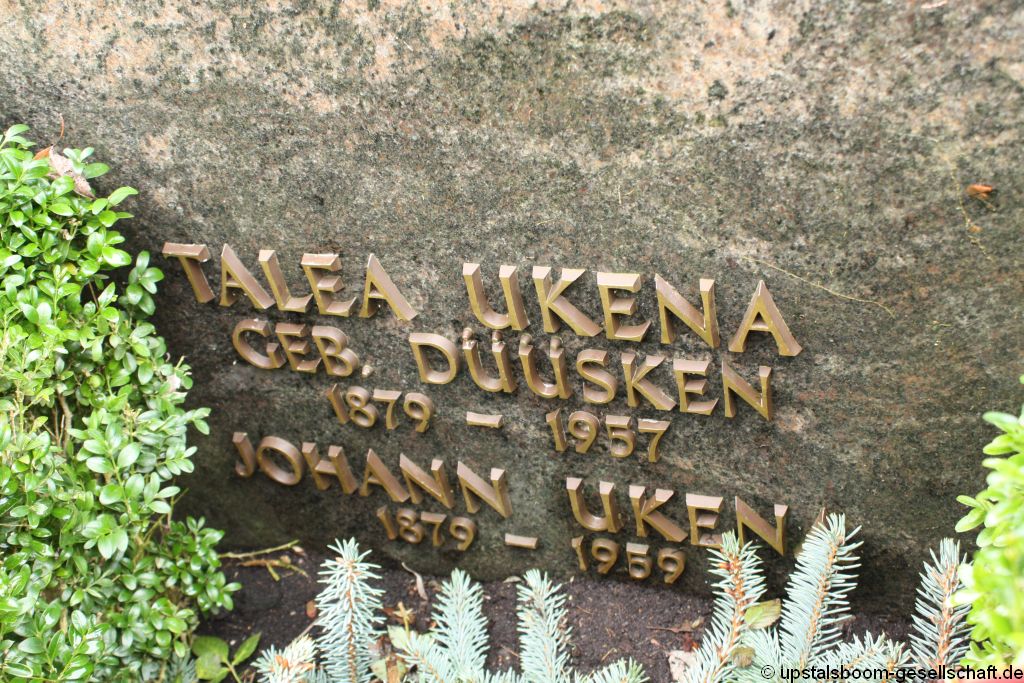 TALEA UKENA
GEB. DÜÜSKEN
1879 – 1957
JOHANN UKEN
1879 – 1959
© upstalsboom-gesellschaft.de